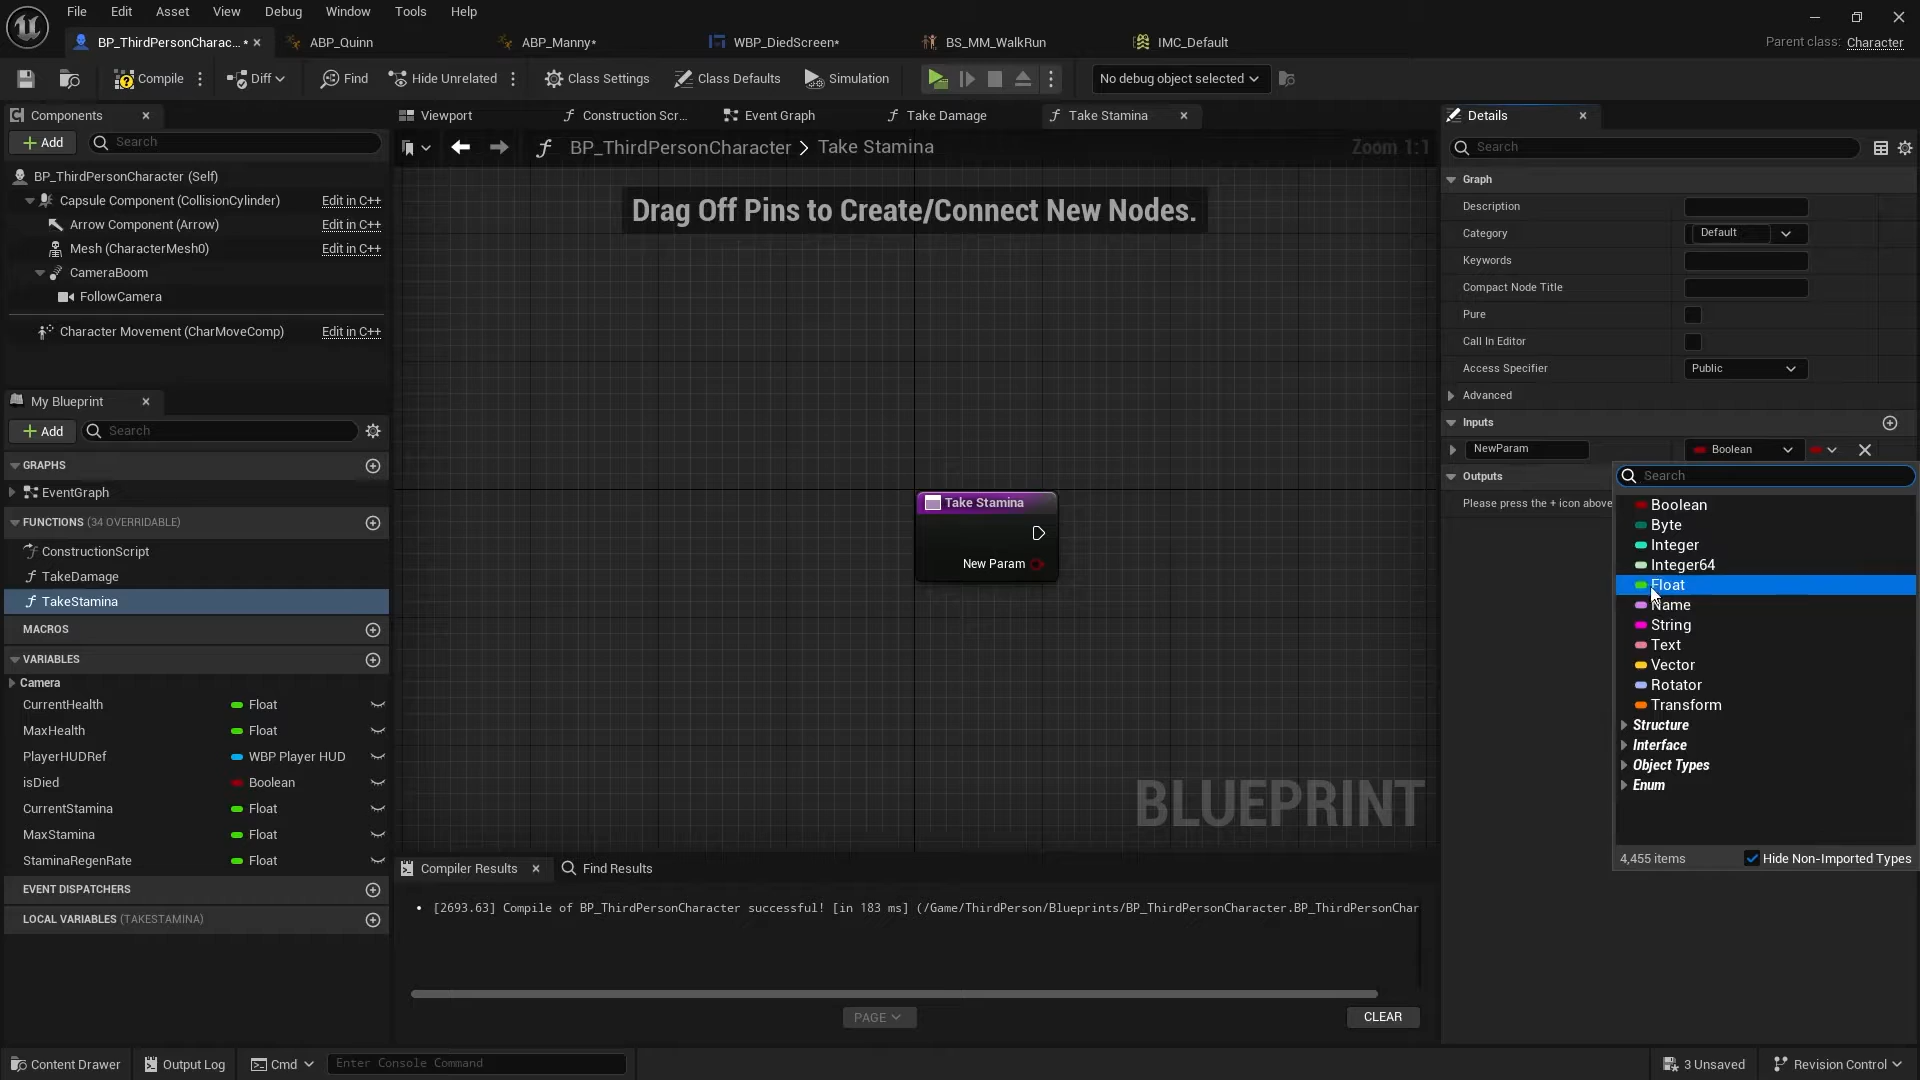 File Edit Asset View Debug Window Tools Help
BP_ThirdPersonCharac... • ABP_Quinn ABP_Manny• WBP_DiedScreen• BS_MM_WalkRun IMC_Default Parent class: Character
Compile Diff Find Hide Unrelated Class Settings Class Defaults Simulation No debug object selected
Components
Add Search
BP_ThirdPersonCharacter (Self)
Capsule Component (CollisionCylinder) Edit in C++
Arrow Component (Arrow) Edit in C++
Mesh (CharacterMesh0) Edit in C++
CameraBoom
FollowCamera
Character Movement (CharMoveComp) Edit in C++
My Blueprint
Add Search
GRAPHS
EventGraph
FUNCTIONS (34 OVERRIDABLE)
ConstructionScript
TakeDamage
TakeStamina
MACROS
VARIABLES
Camera
CurrentHealth Float
MaxHealth Float
PlayerHUDRef WBP Player HUD
isDied Boolean
CurrentStamina Float
MaxStamina Float
StaminaRegenRate Float
EVENT DISPATCHERS
LOCAL VARIABLES (TAKESTAMINA)
Viewport Construction Scr... Event Graph Take Damage Take Stamina
BP_ThirdPersonCharacter > Take Stamina Zoom 1:1
Drag Off Pins to Create/Connect New Nodes.
Take Stamina
New Param
BLUEPRINT
Compiler Results Find Results
[2693.63] Compile of BP_ThirdPersonCharacter successful! [in 183 ms] (/Game/ThirdPerson/Blueprints/BP_ThirdPersonCharacter.BP_ThirdPersonChar
PAGE CLEAR
Details
Search
Graph
Description
Category Default
Keywords
Compact Node Title
Pure
Call In Editor
Access Specifier Public
Advanced
Inputs
NewParam Boolean
Outputs
Please press the + icon above
Search
Boolean
Byte
Integer
Integer64
Float
Name
String
Text
Vector
Rotator
Transform
Structure
Interface
Object Types
Enum
4,455 items Hide Non-Imported Types
Content Drawer Output Log Cmd Enter Console Command 3 Unsaved Revision Control